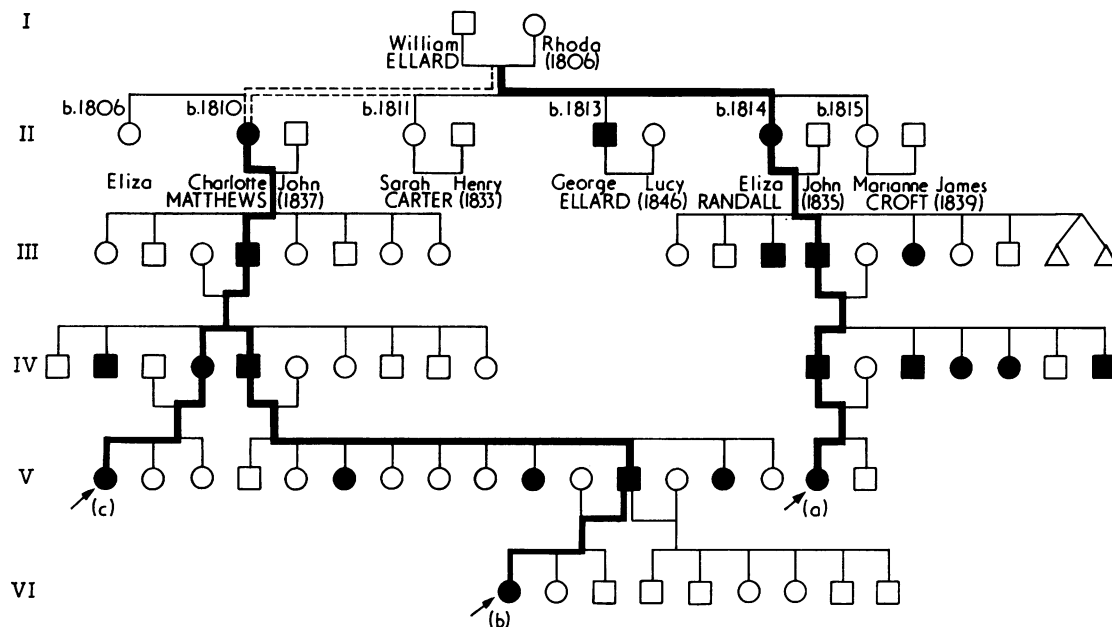 I
William Rhoda
ELLARD (1806)
b.1806 b.1810 b.1811 b.1813 b.1814 b.1815
II
Eliza Charlotte John Sarah Henry George Lucy Eliza John Marianne James
MATTHEWS (1837) CARTER (1833) ELLARD (1846) RANDALL (1835) CROFT (1839)
III
IV
V
(c) (a)
VI
(b)